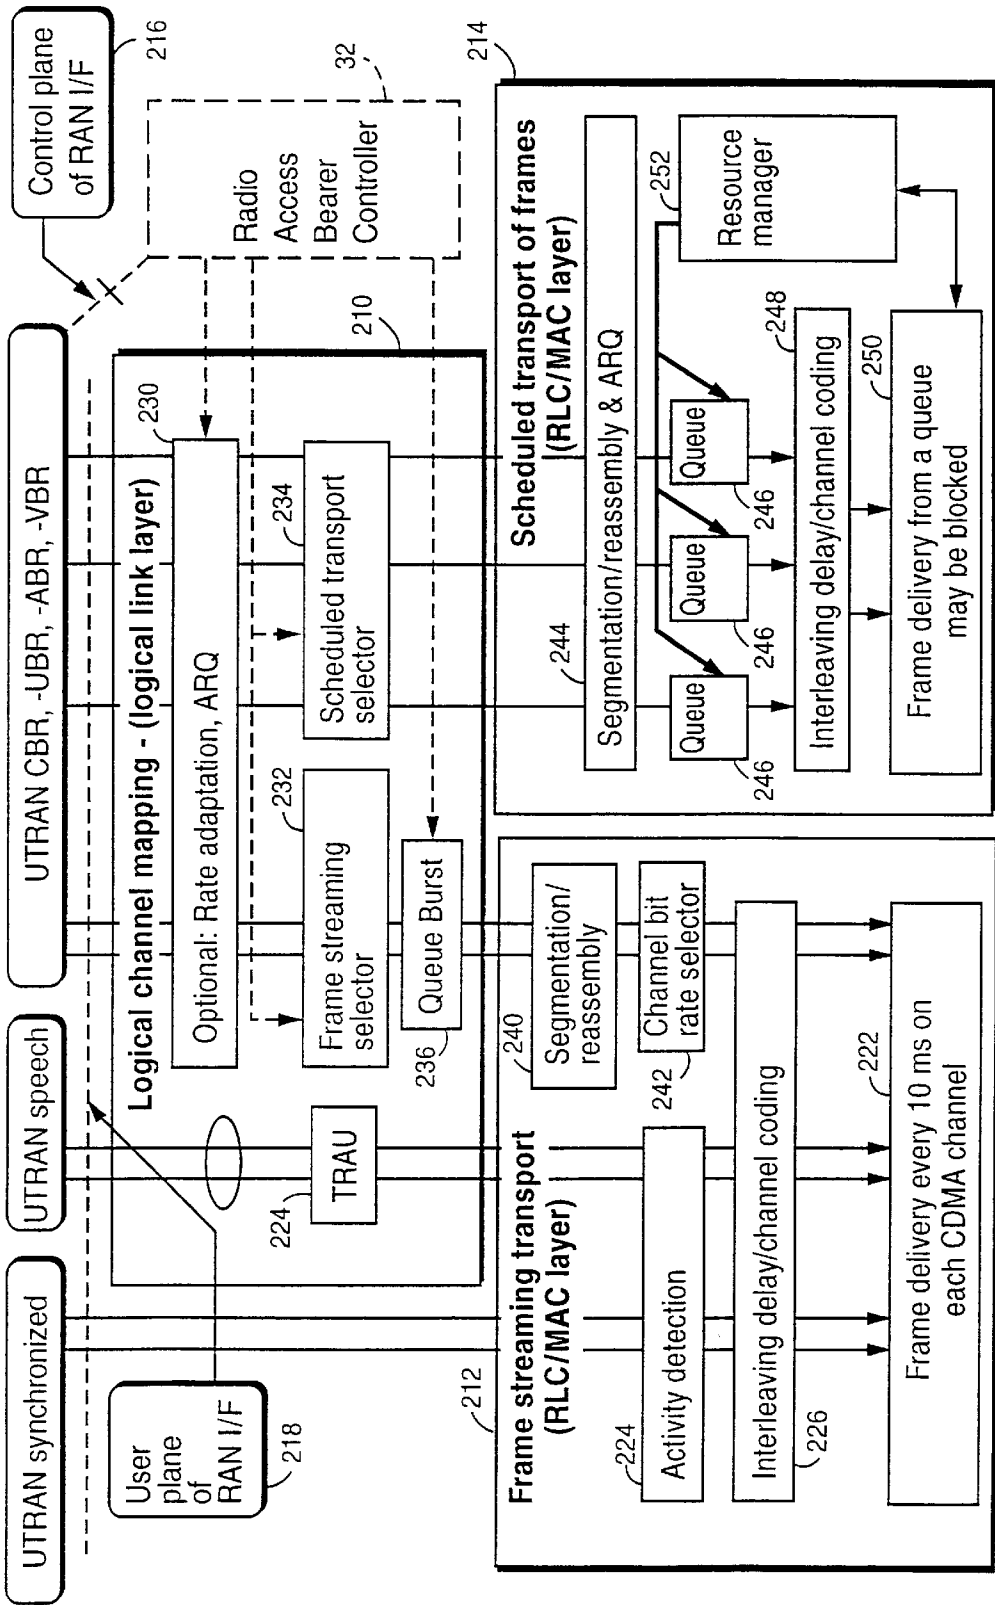 UTRAN synchronized
UTRAN speech
UTRAN CBR, -UBR, -ABR, -VBR
Control plane
of RAN I/F
216
User
plane
of
RAN I/F
218
Radio
Access
Bearer
Controller
32
210
Logical channel mapping - (logical link layer)
230
Optional: Rate adaptation, ARQ
224
TRAU
232
Frame streaming
selector
234
Scheduled transport
selector
236
Queue Burst
212
Frame streaming transport
(RLC/MAC layer)
240
Segmentation/
reassembly
224
Activity detection
242
Channel bit
rate selector
226
Interleaving delay/channel coding
222
Frame delivery every 10 ms on
each CDMA channel
214
Scheduled transport of frames
(RLC/MAC layer)
244
Segmentation/reassembly & ARQ
252
Resource
manager
Queue
246
Queue
246
Queue
246
248
Interleaving delay/channel coding
250
Frame delivery from a queue
may be blocked